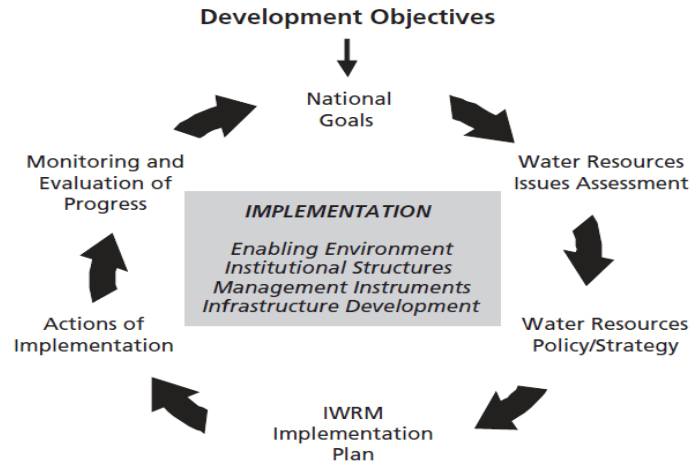 Development Objectives
National
Goals
Water Resources
Issues Assessment
Water Resources
Policy/Strategy
IWRM
Implementation
Plan
Actions of
Implementation
Monitoring and
Evaluation of
Progress
IMPLEMENTATION
Enabling Environment
Institutional Structures
Management Instruments
Infrastructure Development